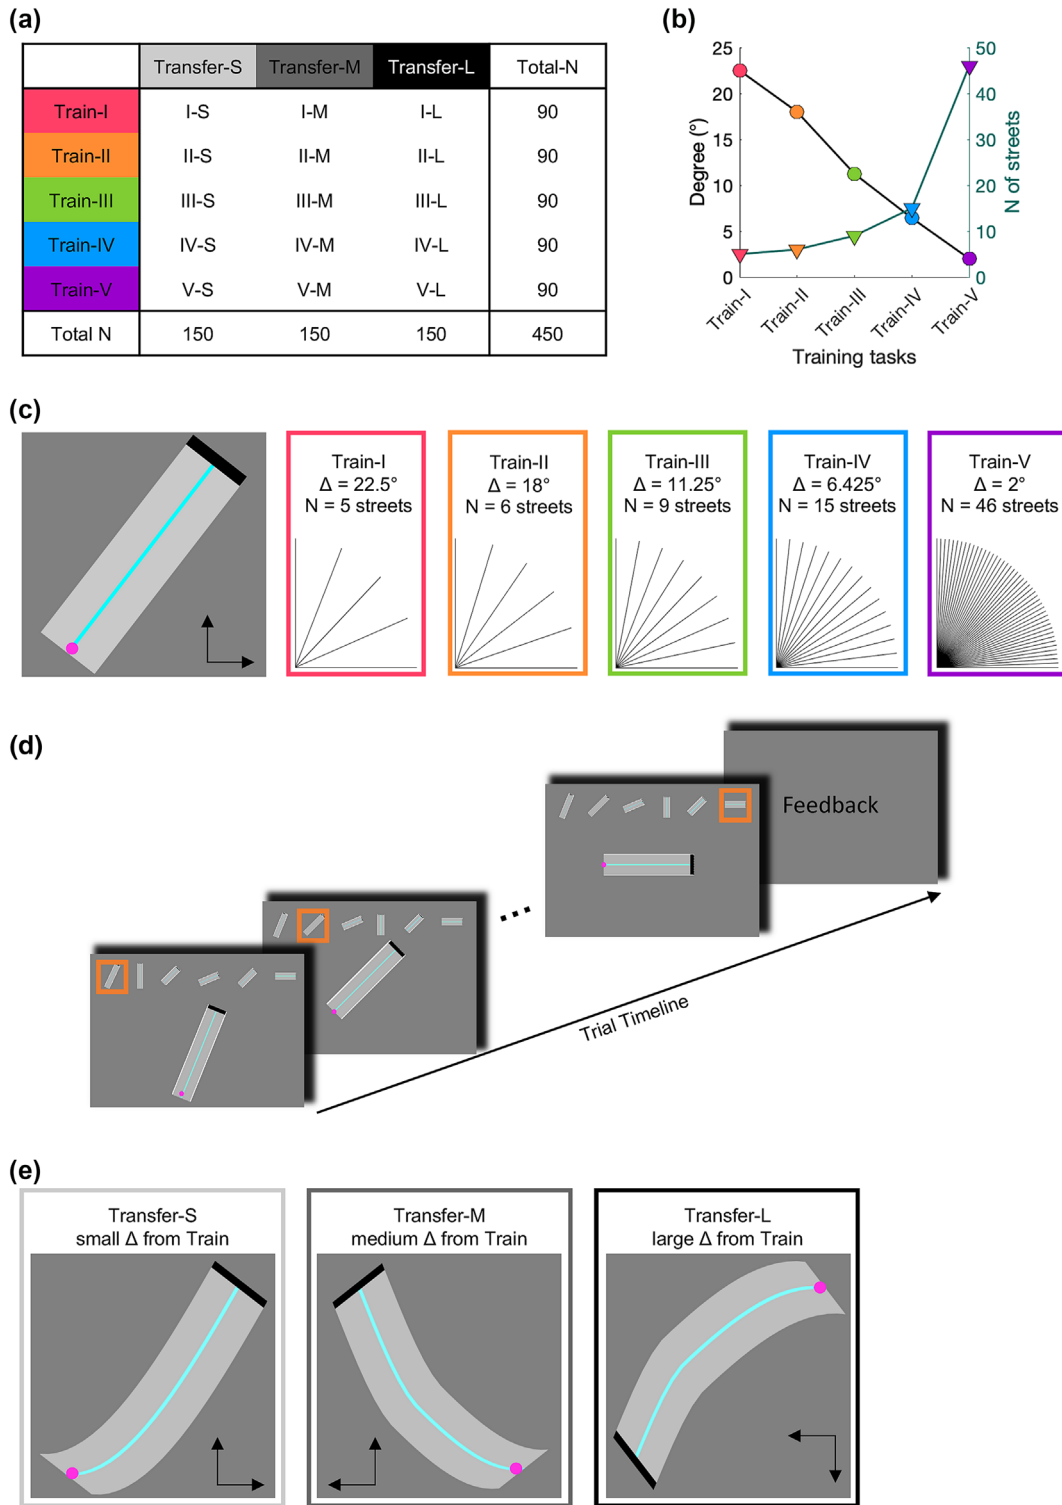 (a)
Transfer-S Transfer-M Transfer-L Total-N
Train-I I-S I-M I-L 90
Train-II II-S II-M II-L 90
Train-III III-S III-M III-L 90
Train-IV IV-S IV-M IV-L 90
Train-V V-S V-M V-L 90
Total N 150 150 150 450
(b)
25 50
20 40
15 30
10 20
5 10
0 0
Degree (°)
N of streets
Train-I Train-II Train-III Train-IV Train-V
Training tasks
(c)
Train-I
Δ = 22.5°
N = 5 streets
Train-II
Δ = 18°
N = 6 streets
Train-III
Δ = 11.25°
N = 9 streets
Train-IV
Δ = 6.425°
N = 15 streets
Train-V
Δ = 2°
N = 46 streets
(d)
Feedback
Trial Timeline
(e)
Transfer-S
small Δ from Train
Transfer-M
medium Δ from Train
Transfer-L
large Δ from Train